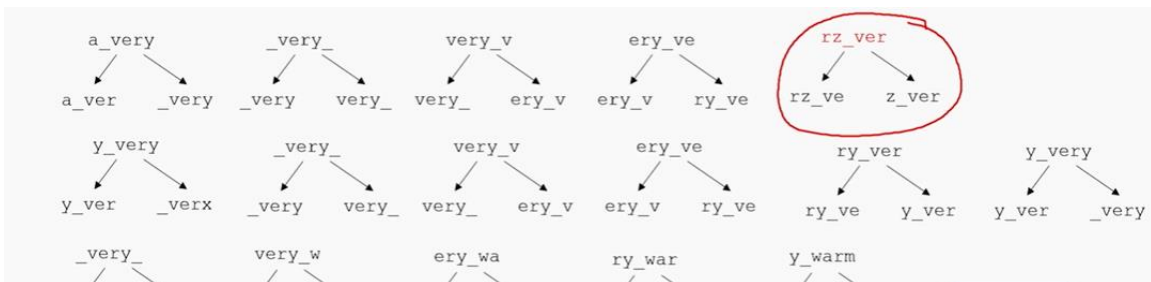 a_very _very_ very_v ery_ve rz_ver
a_ver _very _very very_ very_ ery_v ery_v ry_ve rz_ve z_ver
y_very _very_ very_v ery_ve ry_ver y_very
y_ver _verx _very very_ very_ ery_v ery_v ry_ve ry_ve y_ver y_ver _very
_very_ very_w ery_wa ry_war y_warm